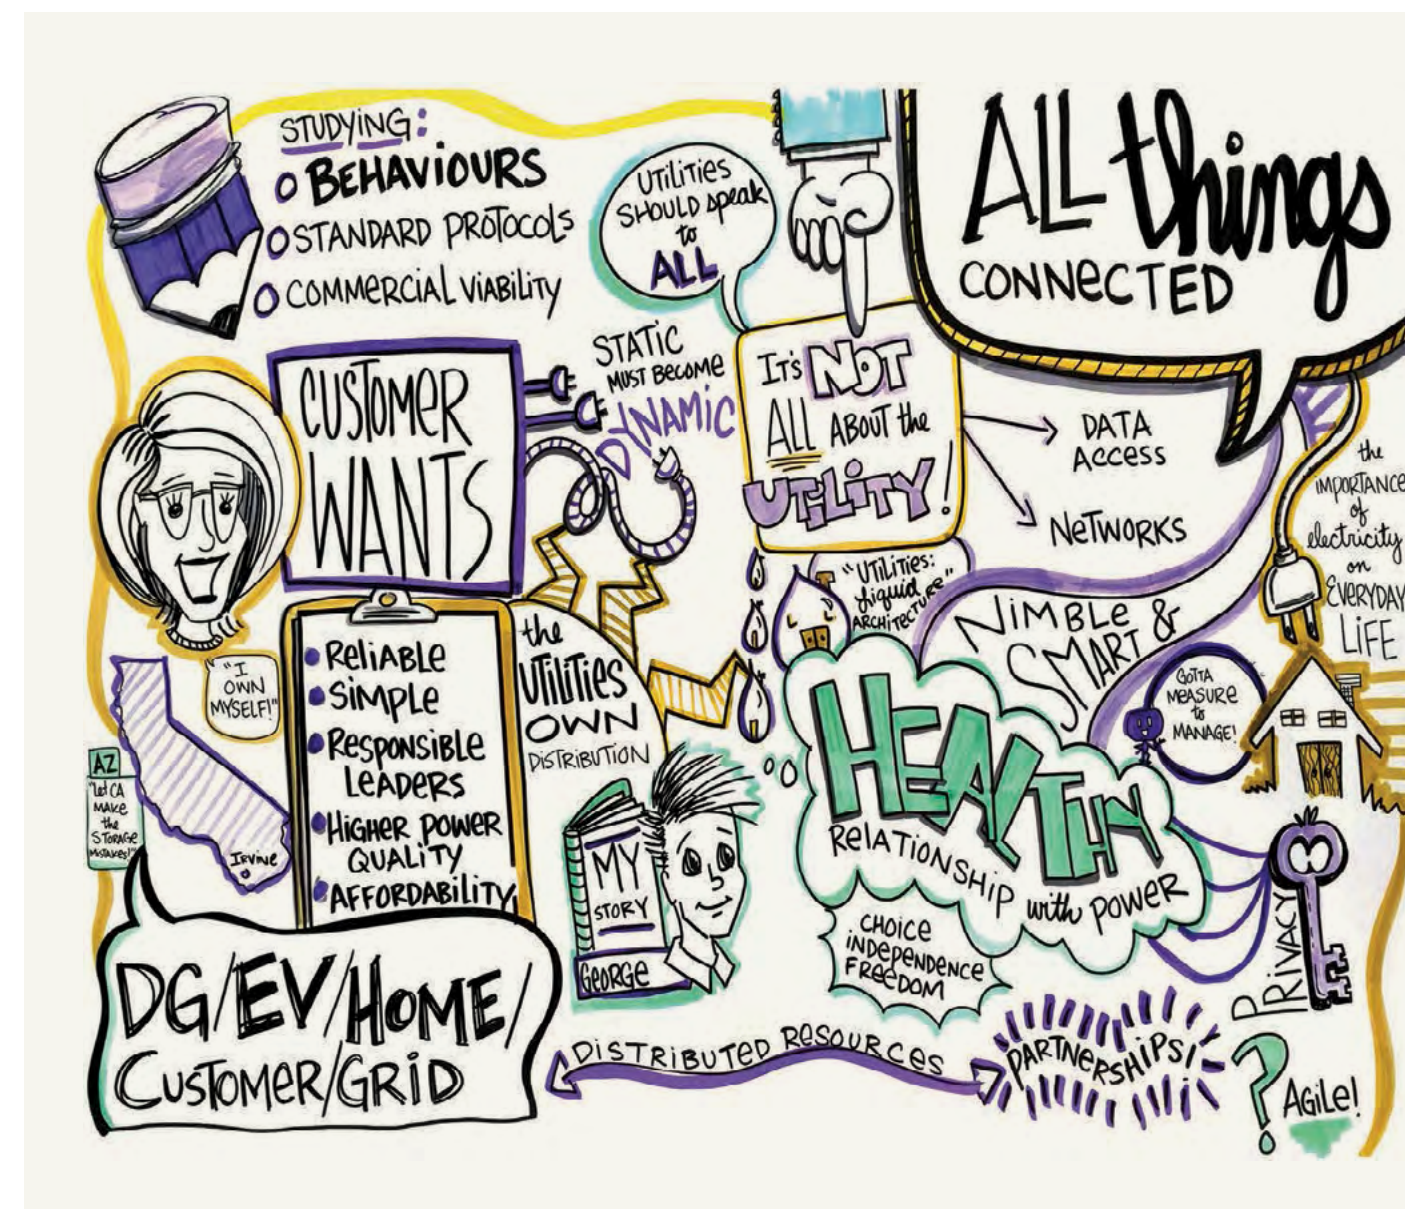 STUDYING:
BEHAVIOURS
STANDARD PROTOCOLS
COMMERCIAL VIABILITY
UTILITIES
SHOULD speak
to
ALL
ALL things
CONNECTED
CUSTOMER
WANTS
STATIC
MUST BECOME
DYNAMIC
IT'S NOT
ALL ABOUT the
UTILITY!
DATA
ACCESS
NETWORKS
the
IMPORTANCE
of
electricity
on
EVERYDAY
LIFE
"UTILITIES:
liquid
ARCHITECTURE"
NIMBLE &
SMART
GOTTA
MEASURE
to
MANAGE!
"I
OWN
MYSELF!"
RELIABLE
SIMPLE
RESPONSIBLE
LEADERS
HIGHER POWER
QUALITY
AFFORDABILITY
the
UTILITIES
OWN
DISTRIBUTION
AZ
"Let CA
MAKE
the
STORAGE
MISTAKES!"
IRVINE
MY
STORY
GEORGE
HEALTHY
RELATIONSHIP with POWER
CHOICE
INDEPENDENCE
FREEDOM
PRIVACY
DG/EV/HOME/
CUSTOMER/GRID
DISTRIBUTED RESOURCES
PARTNERSHIPS!
? AGILE!